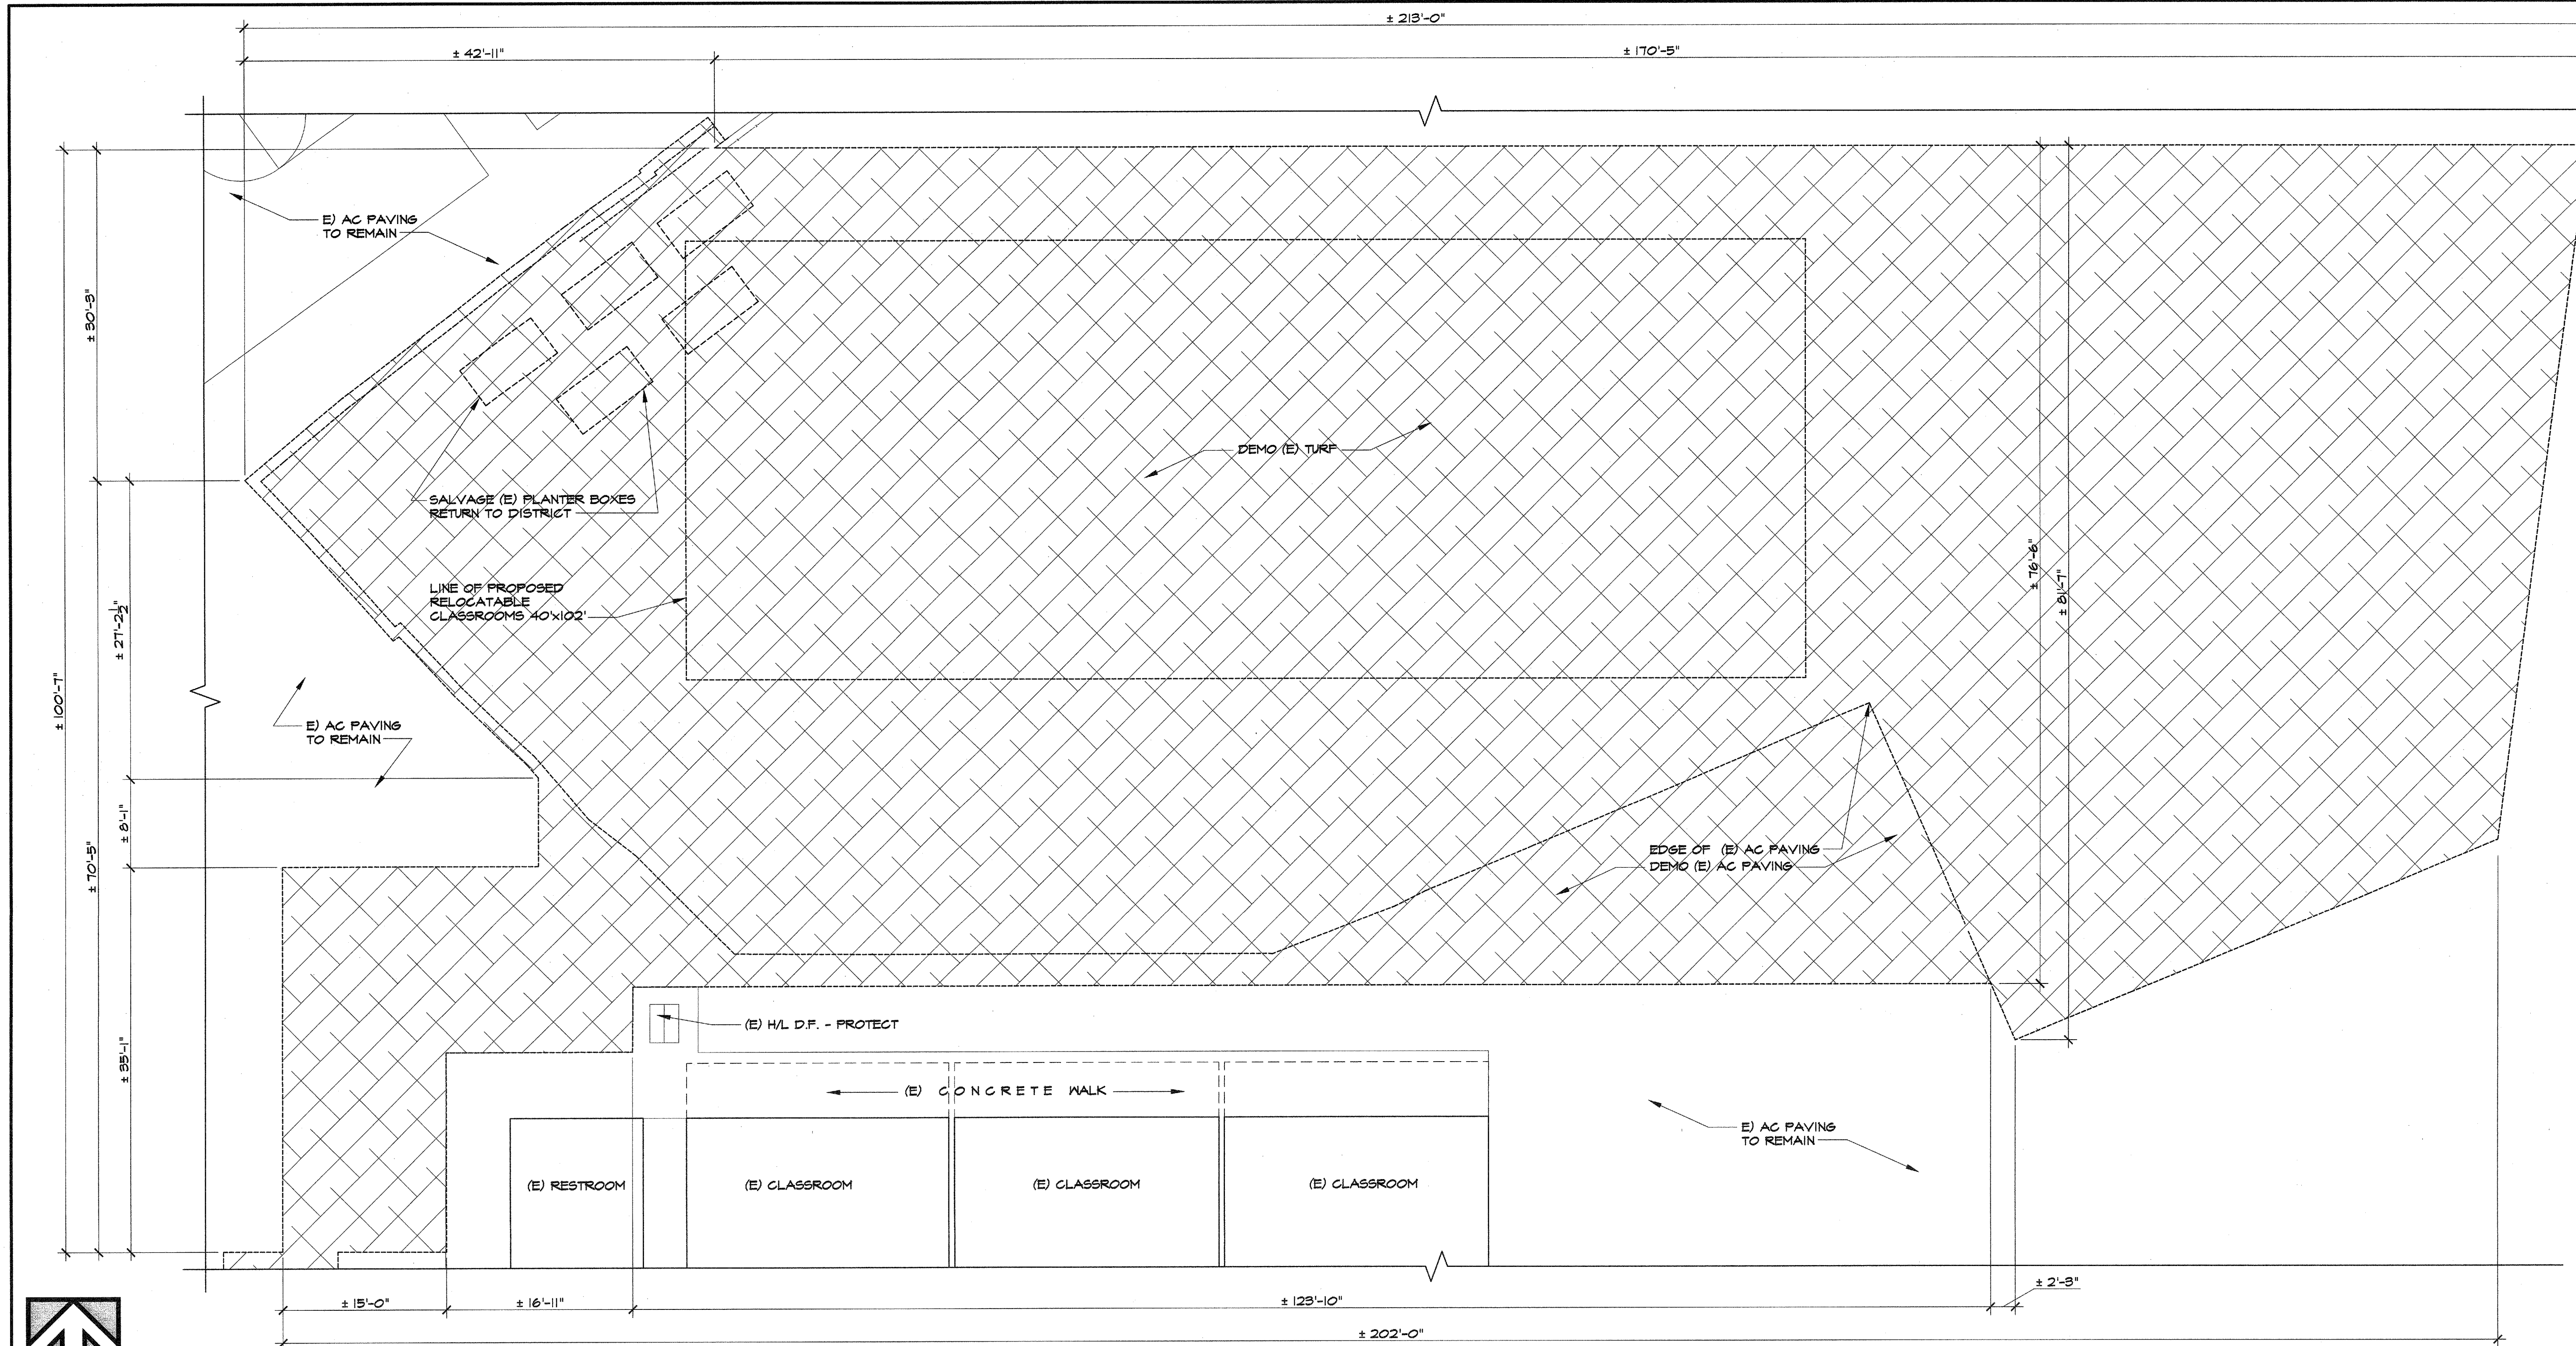 ± 213'-0"
± 42'-11"
± 170'-5"
E) AC PAVING
TO REMAIN
± 30'-3"
SALVAGE (E) PLANTER BOXES
RETURN TO DISTRICT
DEMO (E) TURF
LINE OF PROPOSED
RELOCATABLE
CLASSROOMS 40'x102'
± 76'-6"
± 81'-7"
± 27'-2½"
± 100'-7"
E) AC PAVING
TO REMAIN
± 8'-1"
± 70'-5"
EDGE OF (E) AC PAVING
DEMO (E) AC PAVING
± 35'-1"
(E) H/L D.F. - PROTECT
(E) CONCRETE WALK
E) AC PAVING
TO REMAIN
(E) RESTROOM
(E) CLASSROOM
(E) CLASSROOM
(E) CLASSROOM
± 2'-3"
± 15'-0"
± 16'-11"
± 123'-10"
± 202'-0"